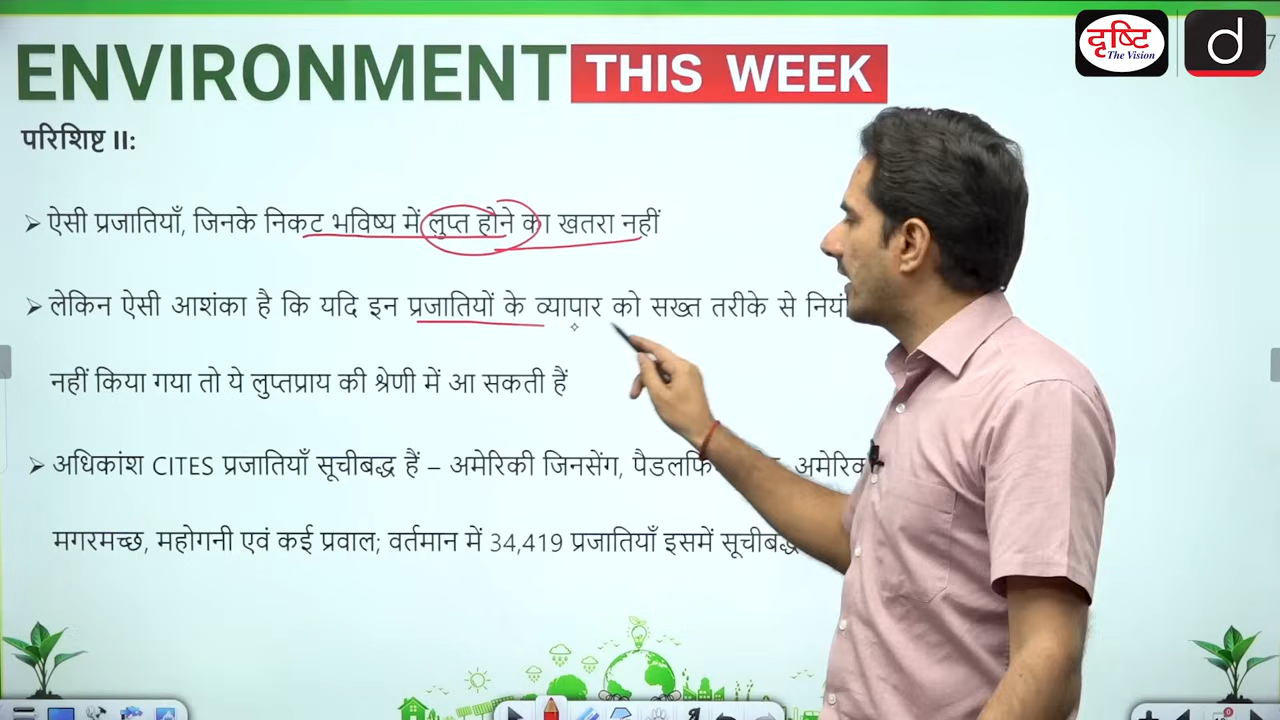 दृष्टि
The Vision
d
7
ENVIRONMENT THIS WEEK
परिशिष्ट II:
➢ ऐसी प्रजातियाँ, जिनके निकट भविष्य में लुप्त होने का खतरा नहीं
➢ लेकिन ऐसी आशंका है कि यदि इन प्रजातियों के व्यापार को सख्त तरीके से
नहीं किया गया तो ये लुप्तप्राय की श्रेणी में आ सकती हैं
➢ अधिकांश CITES प्रजातियाँ सूचीबद्ध हैं – अमेरिकी जिनसेंग,
मगरमच्छ, महोगनी एवं कई प्रवाल; वर्तमान में 34,419 प्रजातियाँ इसमें सूचीबद्ध